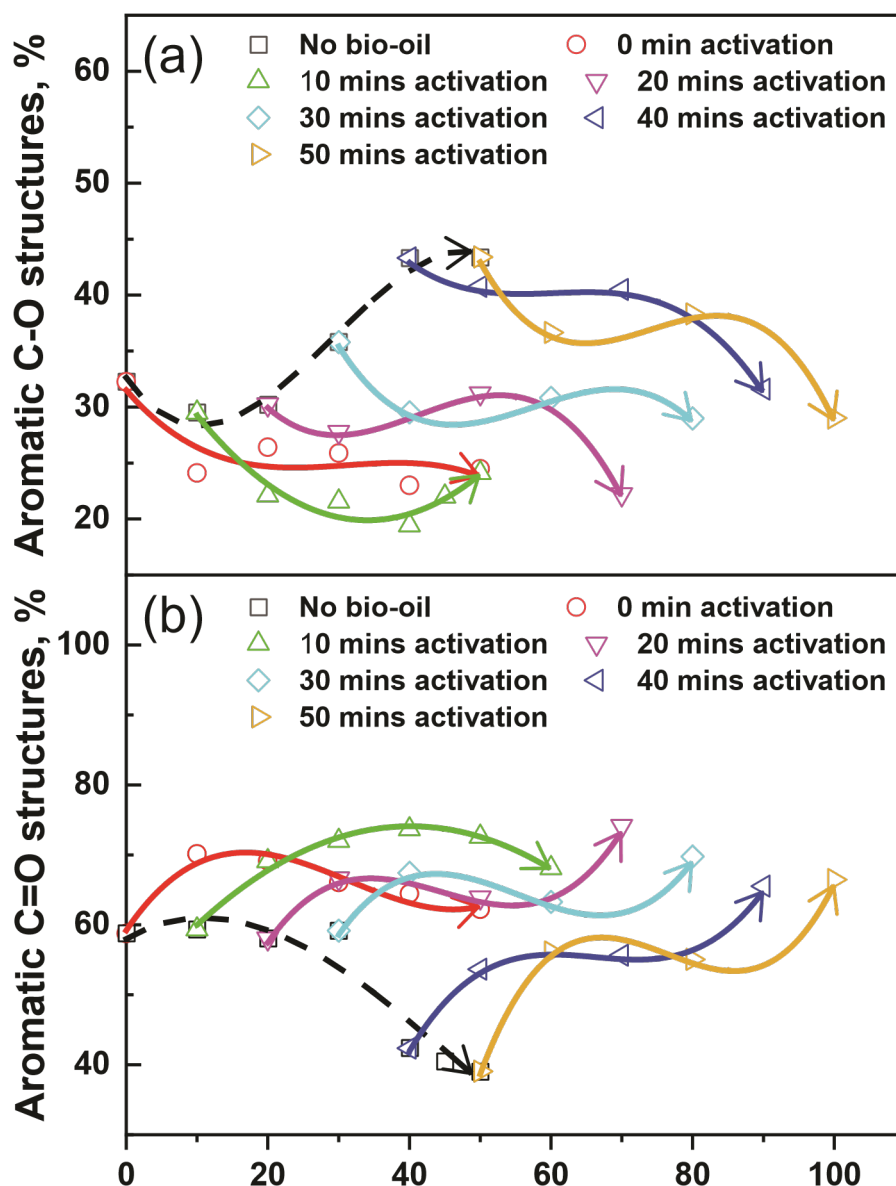 Aromatic C-O structures, %
(a)
No bio-oil
0 min activation
10 mins activation
20 mins activation
30 mins activation
40 mins activation
50 mins activation
60
50
40
30
20
Aromatic C=O structures, %
(b)
No bio-oil
0 min activation
10 mins activation
20 mins activation
30 mins activation
40 mins activation
50 mins activation
100
80
60
40
0 20 40 60 80 100